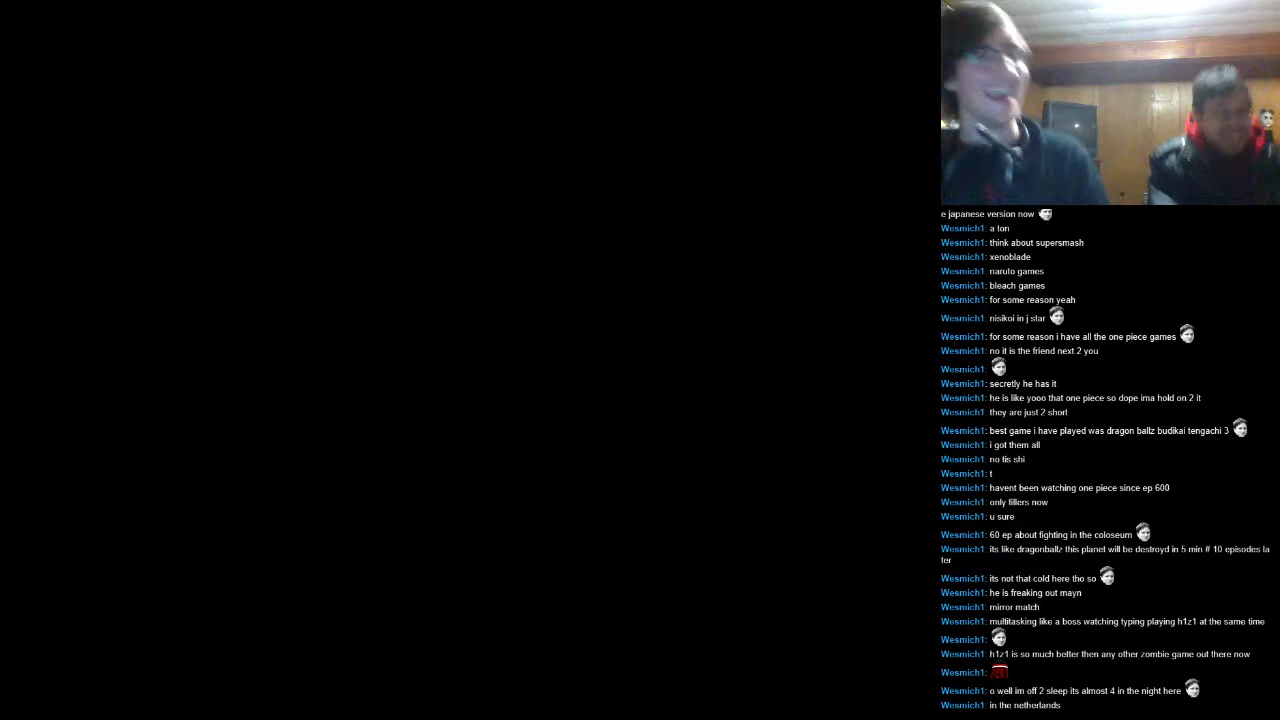 e japanese version now
Wesmich1: a ton
Wesmich1: think about supersmash
Wesmich1: xenoblade
Wesmich1: naruto games
Wesmich1: bleach games
Wesmich1: for some reason yeah
Wesmich1: nisikoi in j star
Wesmich1: for some reason i have all the one piece games
Wesmich1: no it is the friend next 2 you
Wesmich1:
Wesmich1: secretly he has it
Wesmich1: he is like yooo that one piece so dope ima hold on 2 it
Wesmich1: they are just 2 short
Wesmich1: best game i have played was dragon ballz budikai tengachi 3
Wesmich1: i got them all
Wesmich1: no tis shi
Wesmich1: t
Wesmich1: havent been watching one piece since ep 600
Wesmich1: only fillers now
Wesmich1: u sure
Wesmich1: 60 ep about fighting in the coloseum
Wesmich1: its like dragonballz this planet will be destroyd in 5 min # 10 episodes la
ter
Wesmich1: its not that cold here tho so
Wesmich1: he is freaking out mayn
Wesmich1: mirror match
Wesmich1: multitasking like a boss watching typing playing h1z1 at the same time
Wesmich1:
Wesmich1: h1z1 is so much better then any other zombie game out there now
Wesmich1:
Wesmich1: o well im off 2 sleep its almost 4 in the night here
Wesmich1: in the netherlands